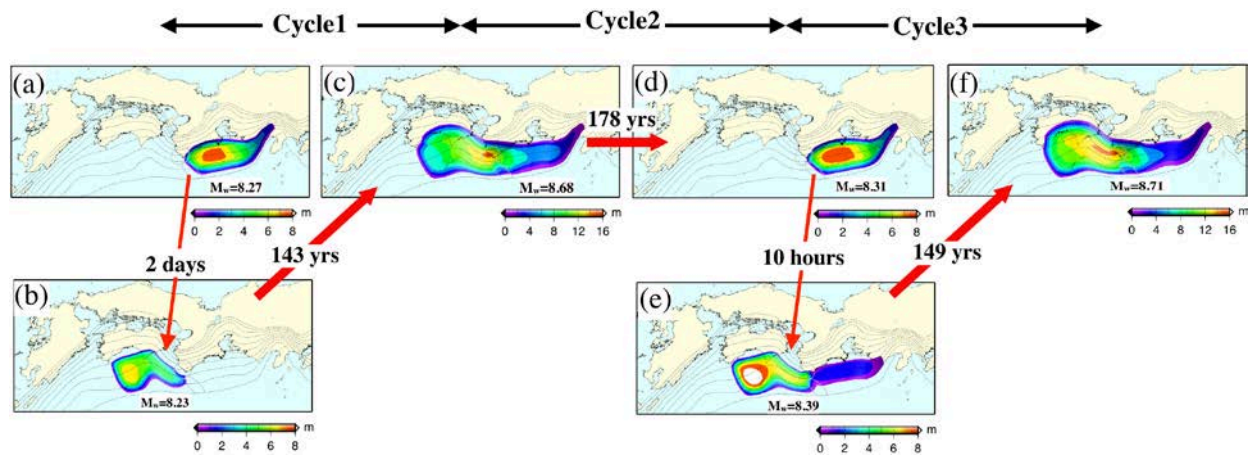 Cycle1
Cycle2
Cycle3
(a)
(c)
(d)
(f)
178 yrs
Mw=8.27
Mw=8.68
Mw=8.31
Mw=8.71
m
0 2 4 6 8
m
0 4 8 12 16
m
0 2 4 6 8
m
0 4 8 12 16
2 days
143 yrs
10 hours
149 yrs
(b)
(e)
Mw=8.23
Mw=8.39
m
0 2 4 6 8
m
0 2 4 6 8